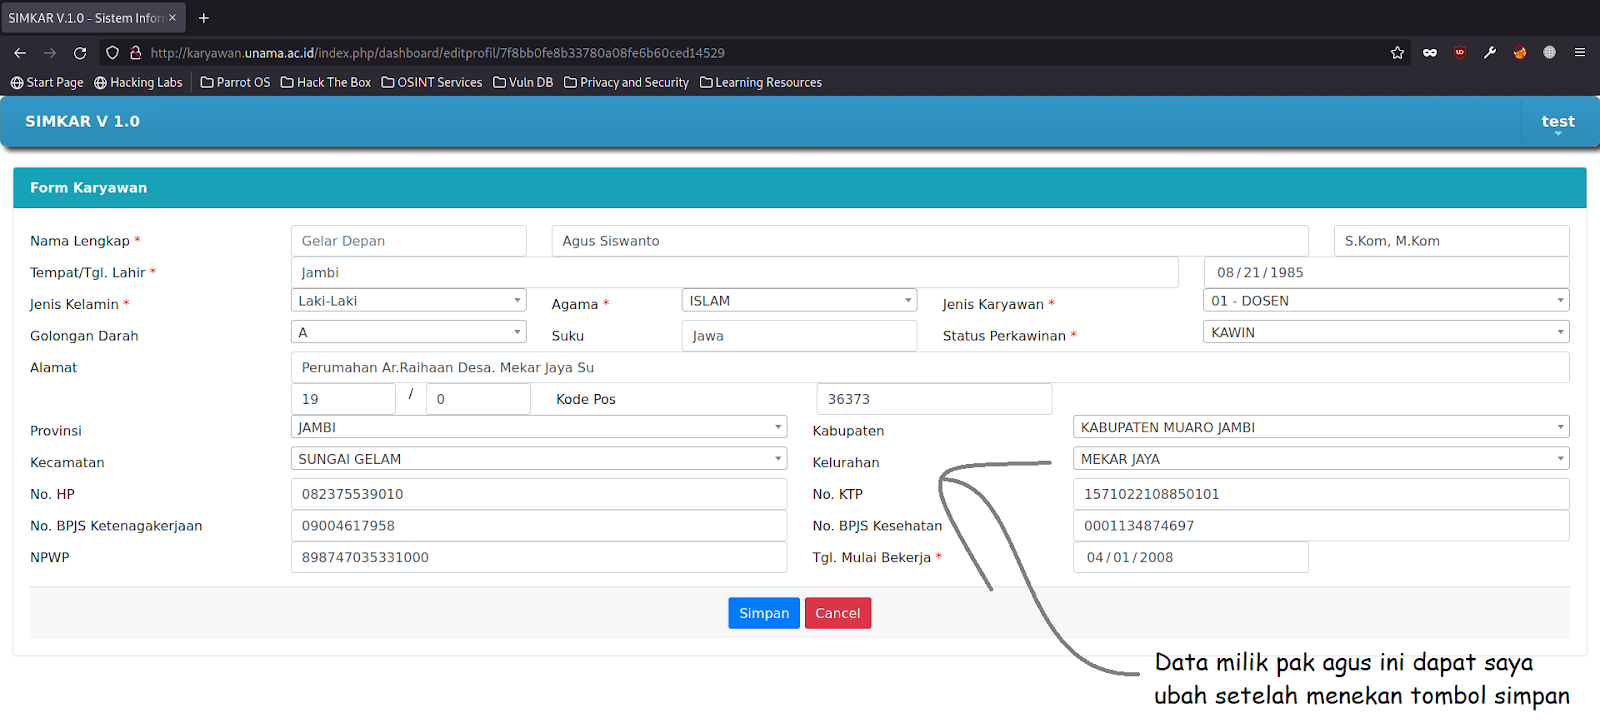 SIMKAR V.1.0 - Sistem Inform
http://karyawan.unama.ac.id/index.php/dashboard/editprofil/7f8bb0fe8b33780a08fe6b60ced14529
Start Page Hacking Labs Parrot OS Hack The Box OSINT Services Vuln DB Privacy and Security Learning Resources
SIMKAR V 1.0 test
Form Karyawan
Nama Lengkap * Gelar Depan Agus Siswanto S.Kom, M.Kom
Tempat/Tgl. Lahir * Jambi 08/21/1985
Jenis Kelamin * Laki-Laki Agama * ISLAM Jenis Karyawan * 01 - DOSEN
Golongan Darah A Suku Jawa Status Perkawinan * KAWIN
Alamat Perumahan Ar.Raihaan Desa. Mekar Jaya Su
19 / 0 Kode Pos 36373
Provinsi JAMBI Kabupaten KABUPATEN MUARO JAMBI
Kecamatan SUNGAI GELAM Kelurahan MEKAR JAYA
No. HP 082375539010 No. KTP 1571022108850101
No. BPJS Ketenagakerjaan 09004617958 No. BPJS Kesehatan 0001134874697
NPWP 898747035331000 Tgl. Mulai Bekerja * 04/01/2008
Simpan Cancel
Data milik pak agus ini dapat saya
ubah setelah menekan tombol simpan